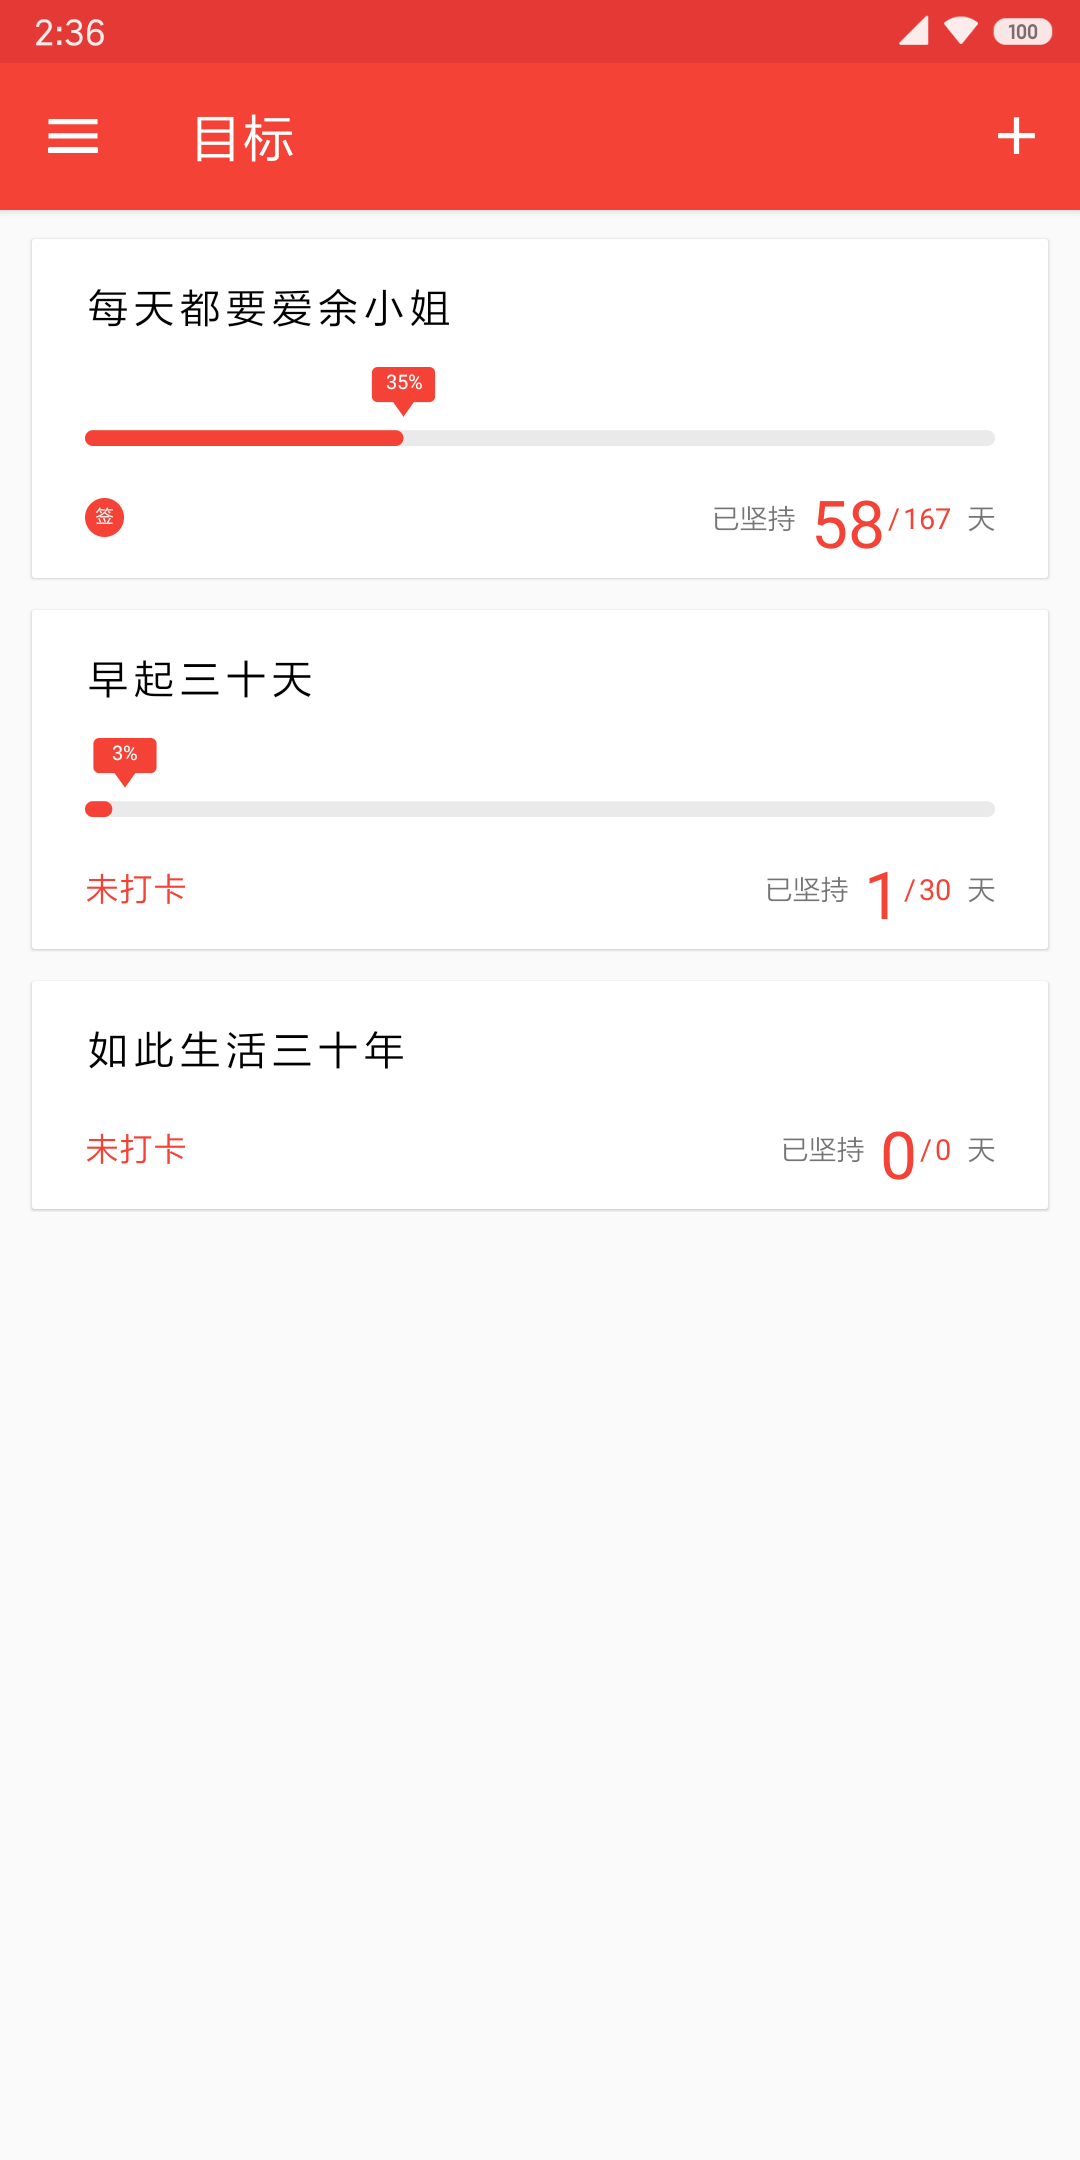 2:36
100
目标
每天都要爱余小姐
35%
签 已坚持 58/167 天
早起三十天
3%
未打卡 已坚持 1/30 天
如此生活三十年
未打卡 已坚持 0/0 天